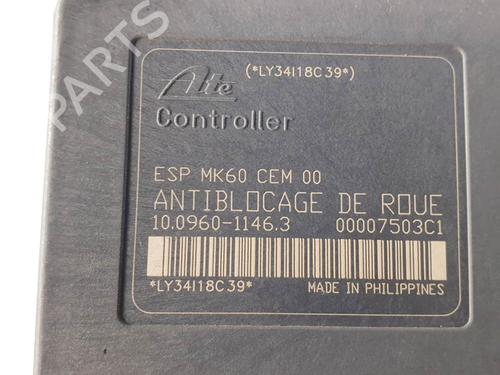 (*LY34I18C39*)
Ate
Controller
ESP MK60 CEM 00
ANTIBLOCAGE DE ROUE
10.0960-1146.3 00007503C1
*LY34I18C39* MADE IN PHILIPPINES
B-PARTS